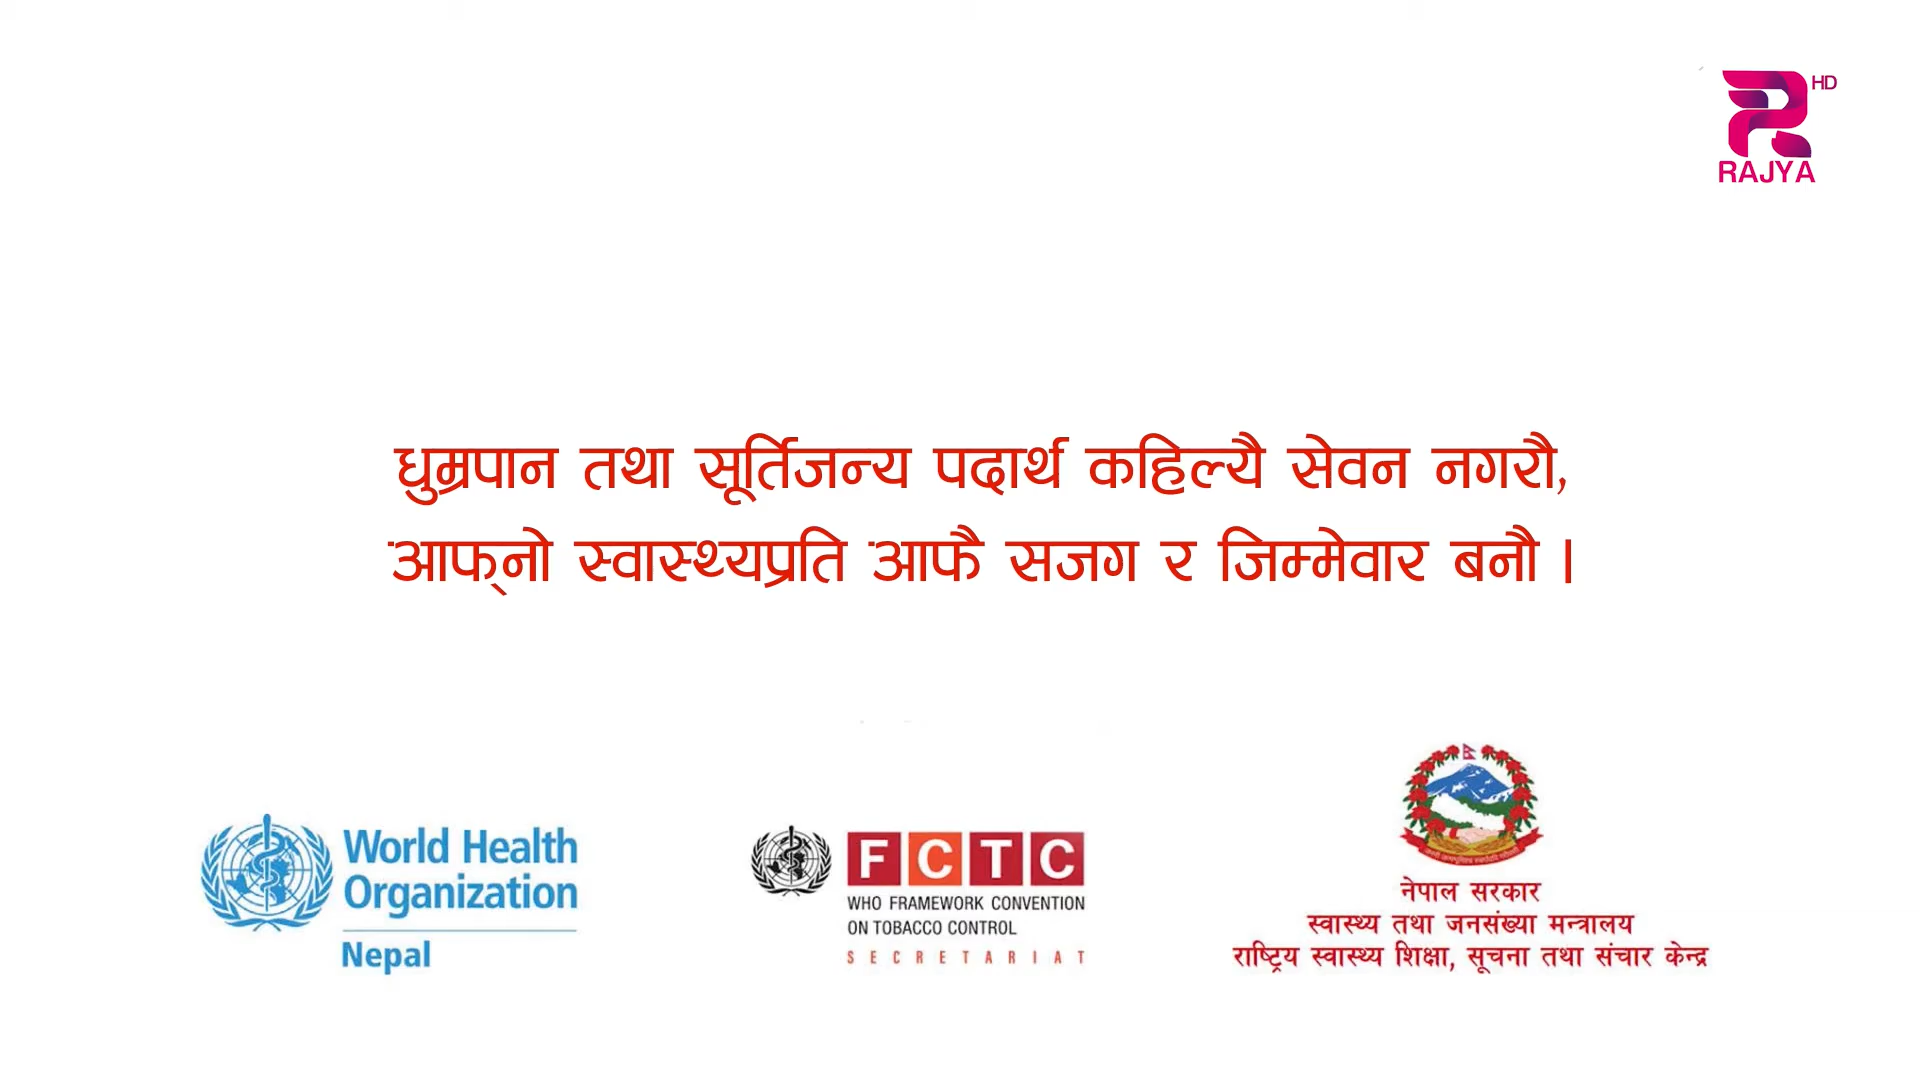 HD
RAJYA
धुम्रपान तथा सूर्तिजन्य पदार्थ कहिल्यै सेवन नगरौ,
आफ्नो स्वास्थ्यप्रति आफै सजग र जिम्मेवार बनौ ।
World Health
Organization
Nepal
FCTC
WHO FRAMEWORK CONVENTION
ON TOBACCO CONTROL
SECRETARIAT
नेपाल सरकार
स्वास्थ्य तथा जनसंख्या मन्त्रालय
राष्ट्रिय स्वास्थ्य शिक्षा, सूचना तथा संचार केन्द्र